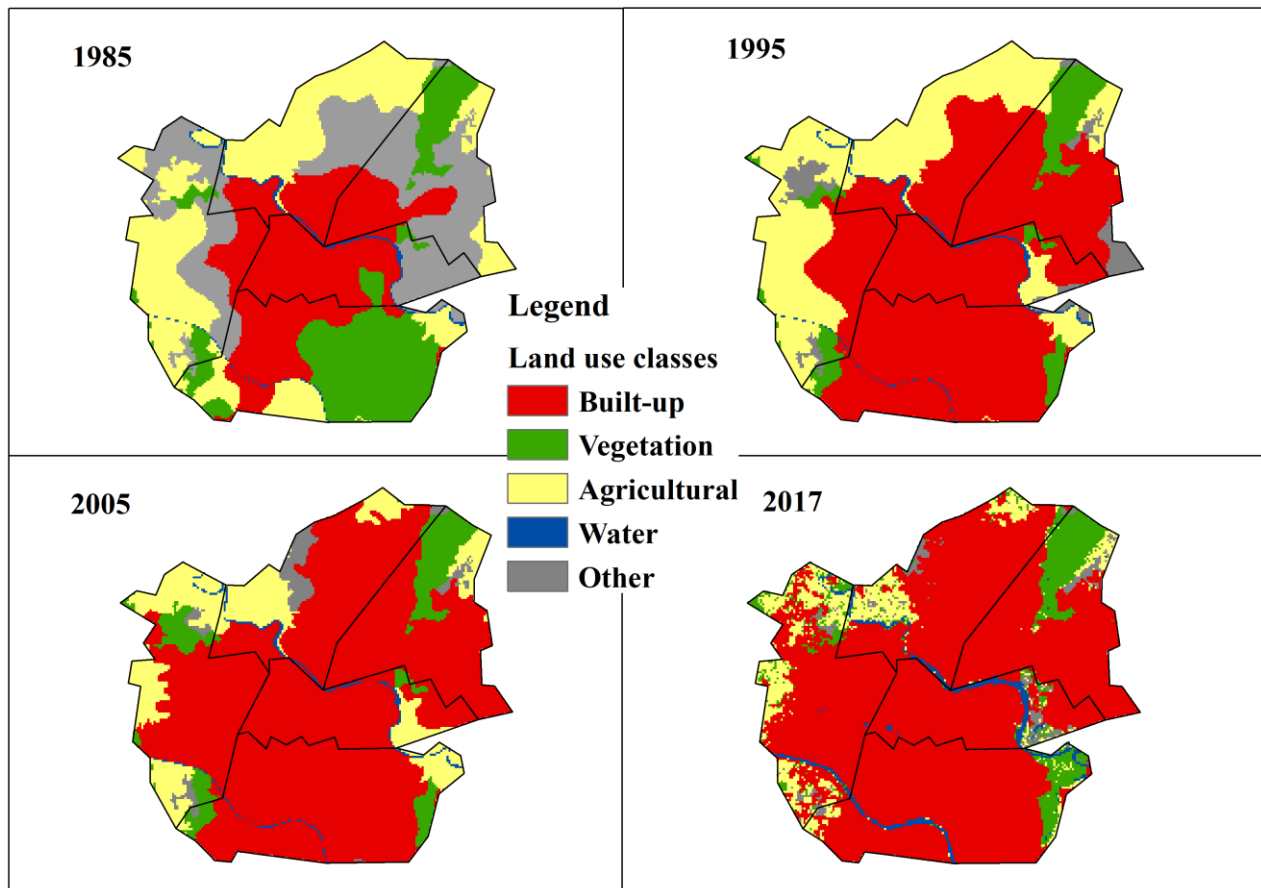 1985
1995
Legend
Land use classes
Built-up
Vegetation
Agricultural
Water
Other
2005
2017